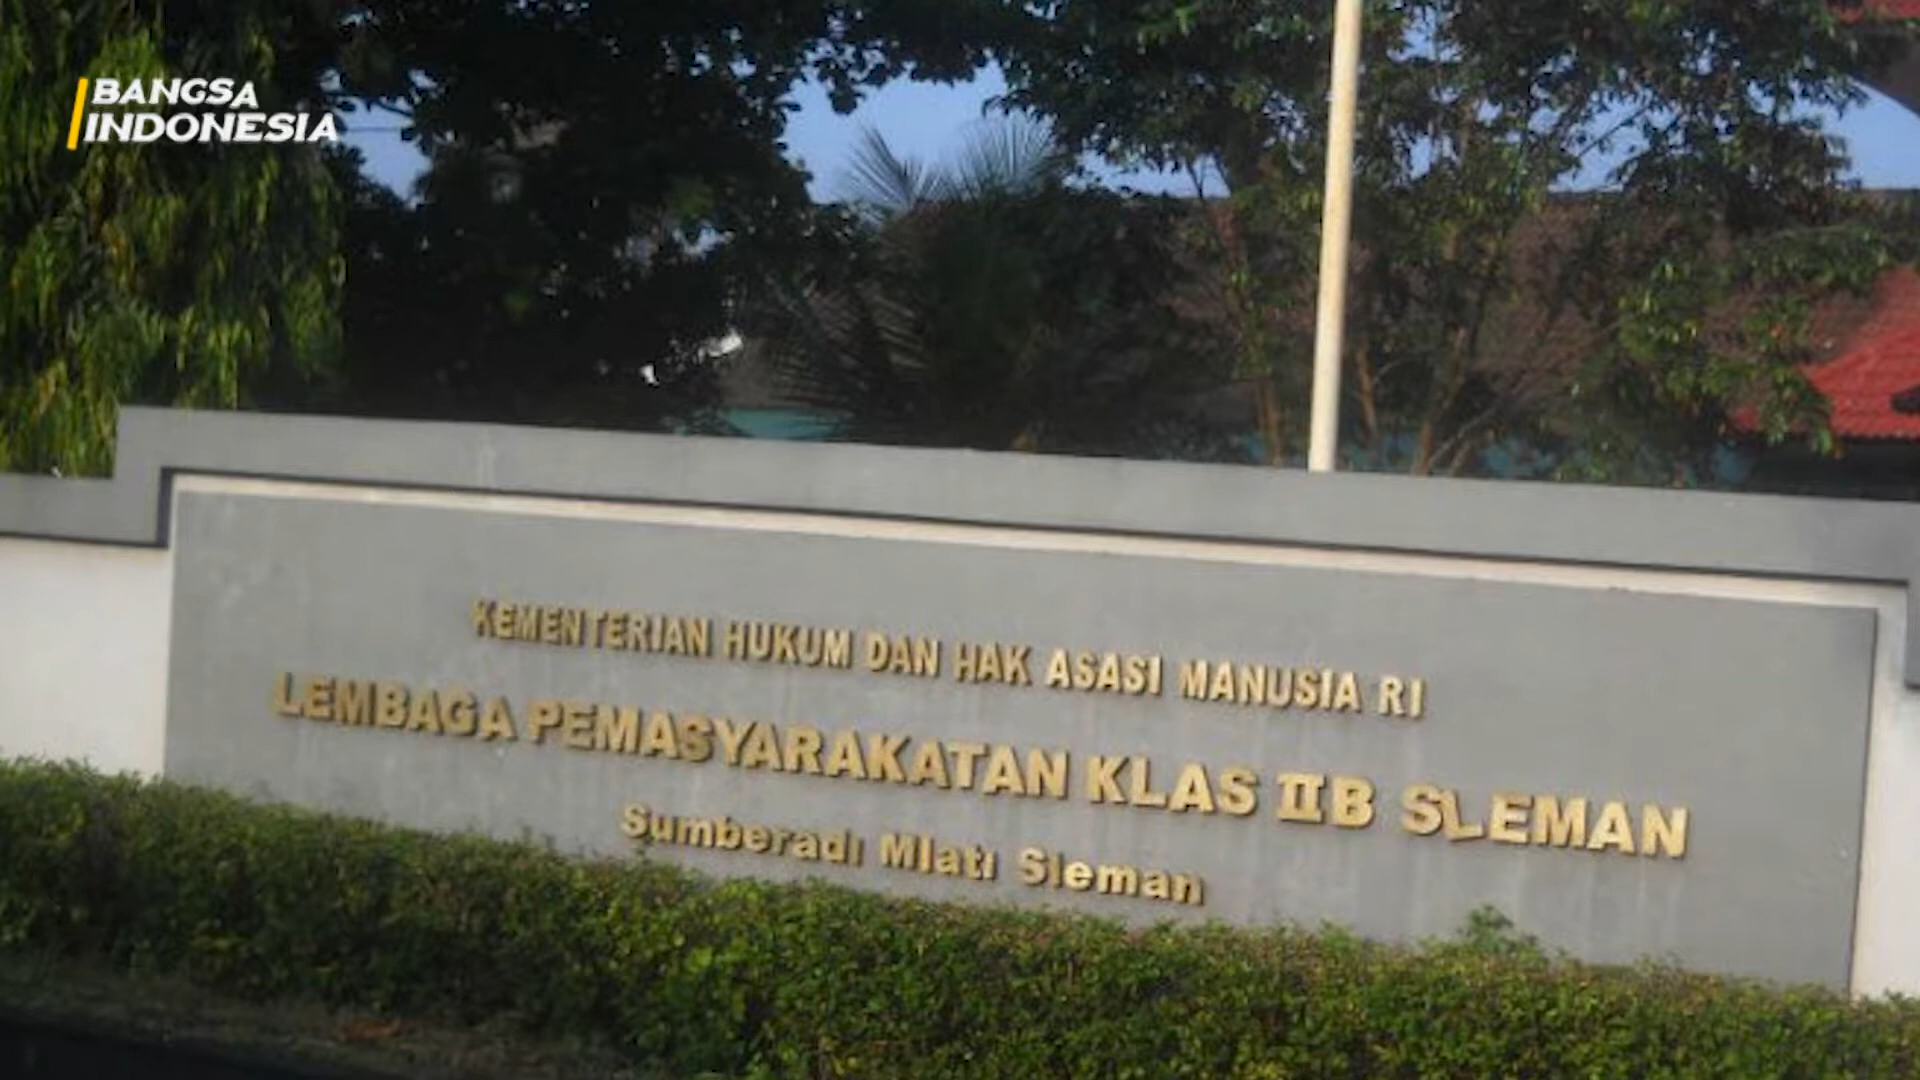 BANGSA
INDONESIA
KEMENTERIAN HUKUM DAN HAK ASASI MANUSIA RI
LEMBAGA PEMASYARAKATAN KLAS IIB SLEMAN
Sumberadi Mlati Sleman